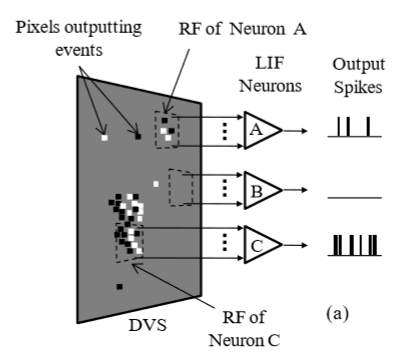 Pixels outputting
events
RF of Neuron A
LIF
Neurons
Output
Spikes
A
B
C
DVS
RF of
Neuron C
(a)